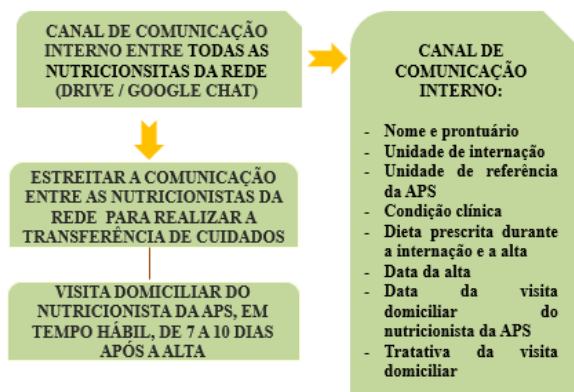 CANAL DE COMUNICAÇÃO
INTERNO ENTRE TODAS AS
NUTRICIONSITAS DA REDE
(DRIVE / GOOGLE CHAT)
ESTREITAR A COMUNICAÇÃO
ENTRE AS NUTRICIONISTAS DA
REDE PARA REALIZAR A
TRANSFERÊNCIA DE CUIDADOS
VISITA DOMICILIAR DO
NUTRICIONISTA DA APS, EM
TEMPO HÁBIL, DE 7 A 10 DIAS
APÓS A ALTA
CANAL DE
COMUNICAÇÃO
INTERNO:
- Nome e prontuário
- Unidade de internação
- Unidade de referência
da APS
- Condição clínica
- Dieta prescrita durante
a internação e a alta
- Data da alta
- Data da visita
domiciliar do
nutricionista da APS
- Tratativa da visita
domiciliar